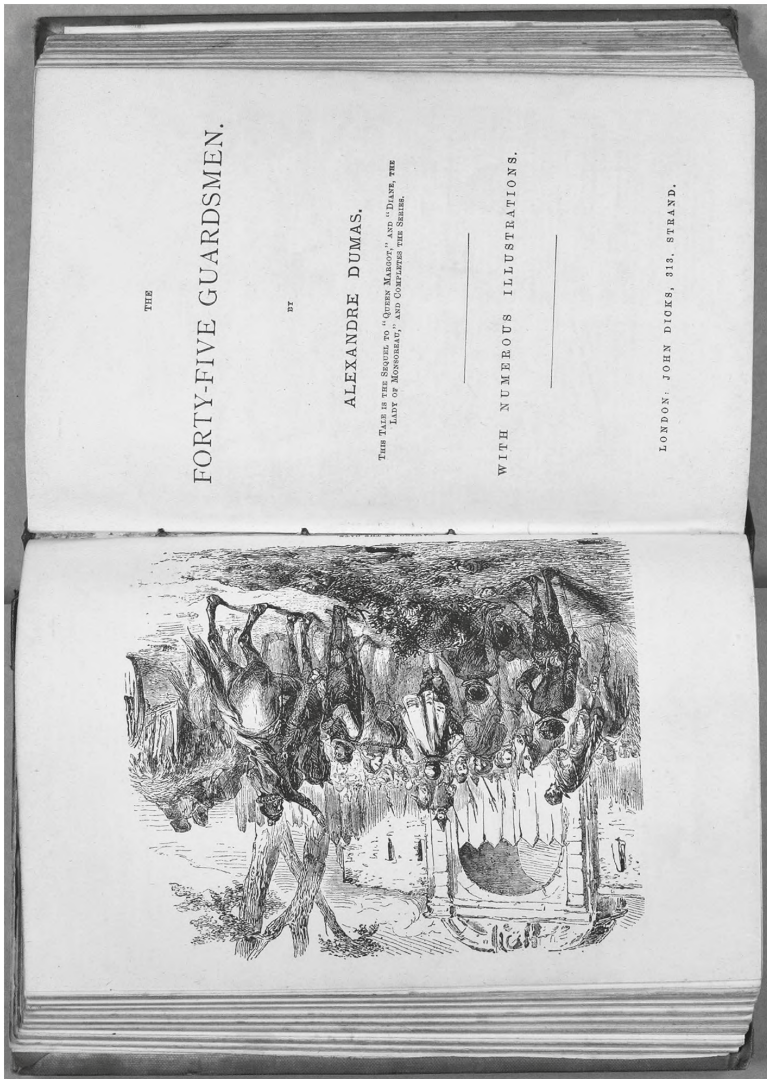 THE
FORTY-FIVE GUARDSMEN.
BY
ALEXANDRE DUMAS.
THIS TALE IS THE SEQUEL TO "QUEEN MARGOT," AND "DIANE, THE
LADY OF MONSOREAU," AND COMPLETES THE SERIES.
WITH NUMEROUS ILLUSTRATIONS.
LONDON: JOHN DICKS, 313, STRAND.